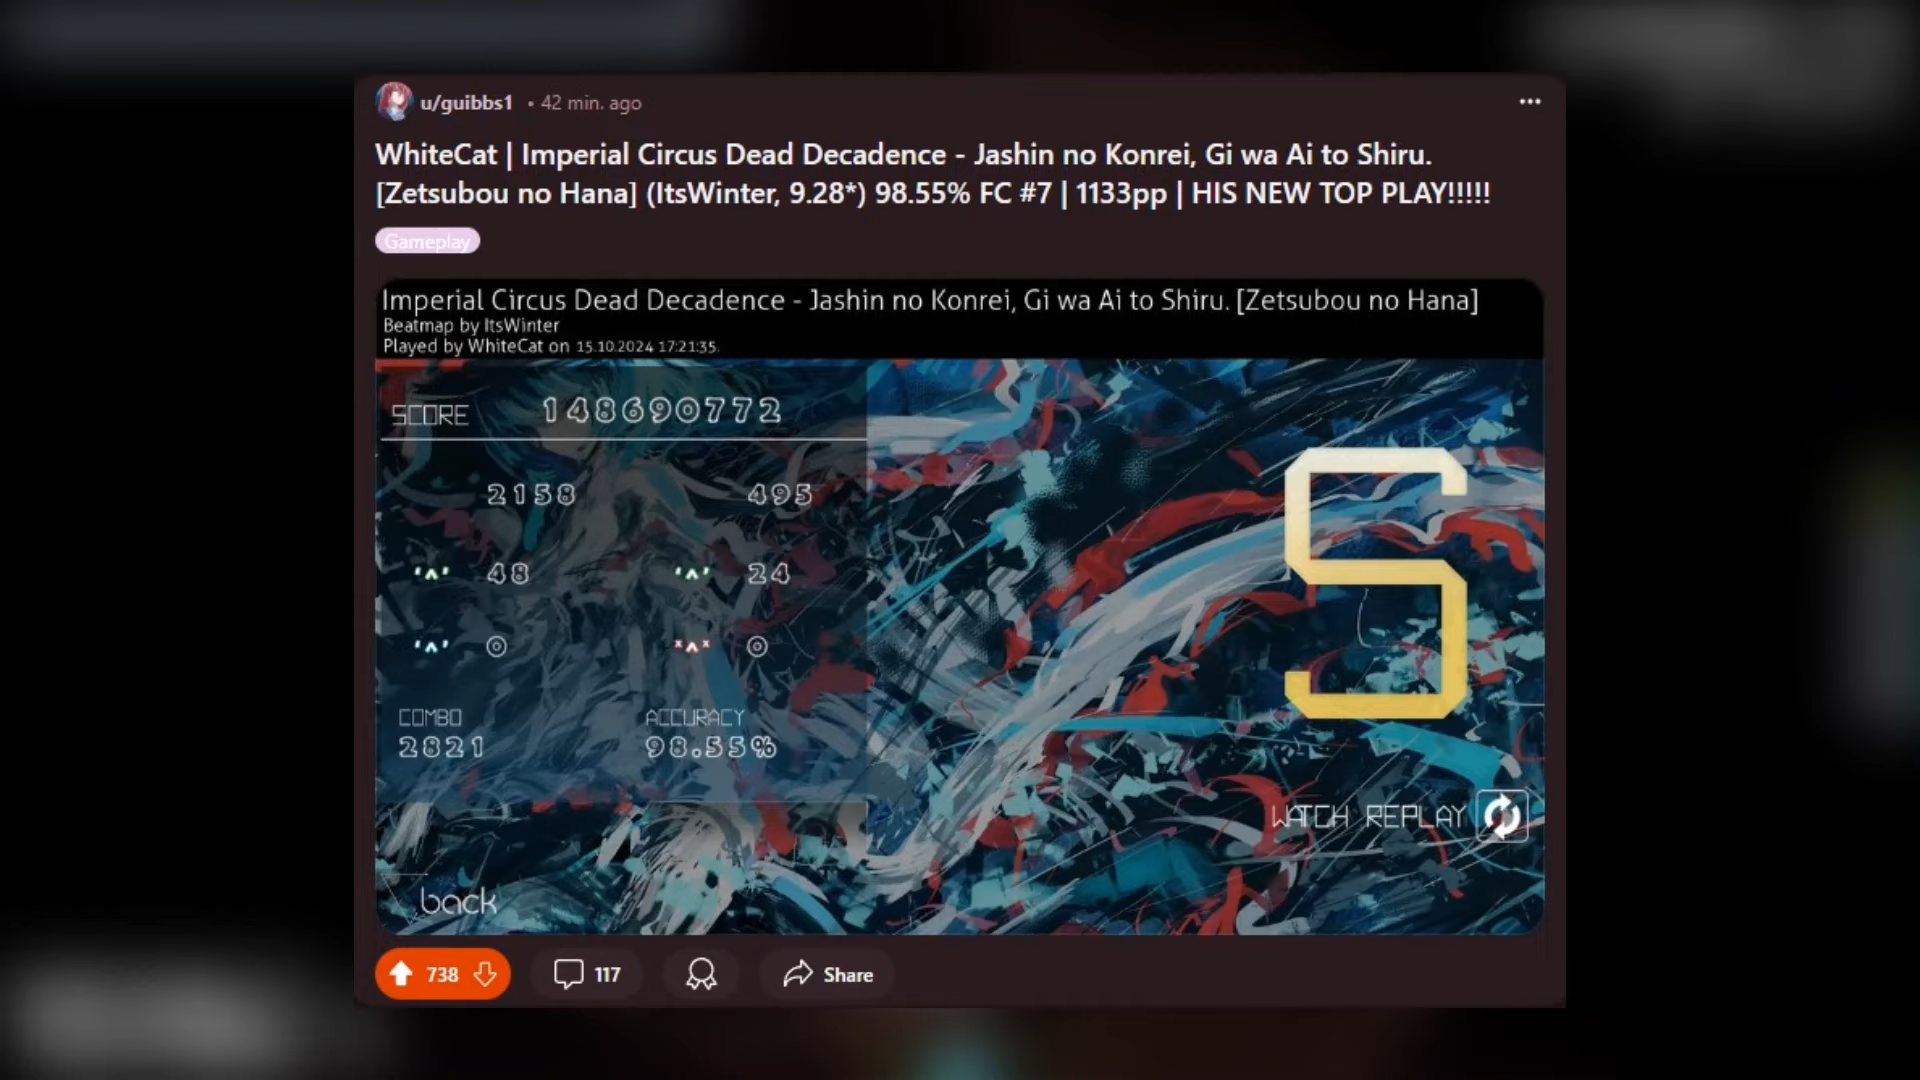 u/guibbs1 • 42 min. ago
WhiteCat | Imperial Circus Dead Decadence - Jashin no Konrei, Gi wa Ai to Shiru.
[Zetsubou no Hana] (ItsWinter, 9.28*) 98.55% FC #7 | 1133pp | HIS NEW TOP PLAY!!!!!
Gameplay
Imperial Circus Dead Decadence - Jashin no Konrei, Gi wa Ai to Shiru. [Zetsubou no Hana]
Beatmap by ItsWinter
Played by WhiteCat on 15.10.2024 17:21:35.
SCORE 148690772
2158 495
'^' 48 '^' 24
'^' 0 x^x 0
COMBO ACCURACY
2821 98.55%
S
WATCH REPLAY
back
738 117 Share